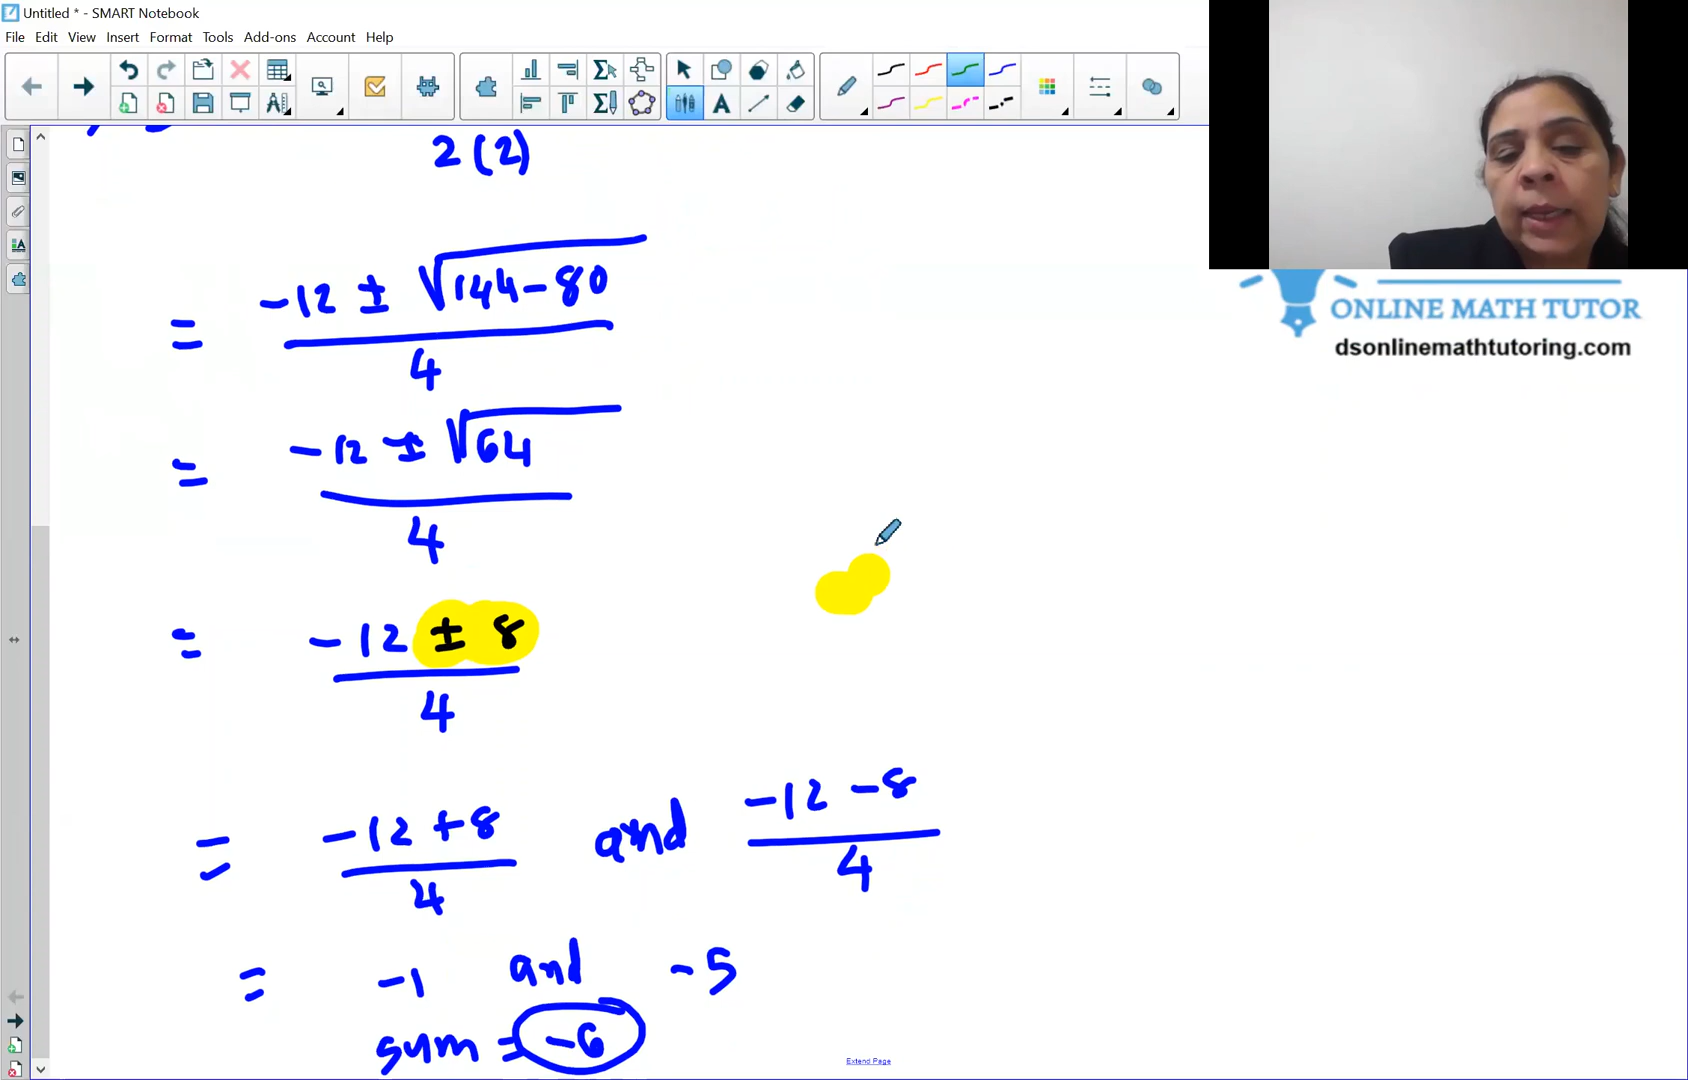 Untitled * - SMART Notebook
File Edit View Insert Format Tools Add-ons Account Help
2 (2)
= -12 ± √144-80
4
= -12 ± √64
4
= -12 ± 8
4
= -12 +8 and -12 -8
4 4
= -1 and -5
sum = -6
ONLINE MATH TUTOR
dsonlinemathtutoring.com
Extend Page